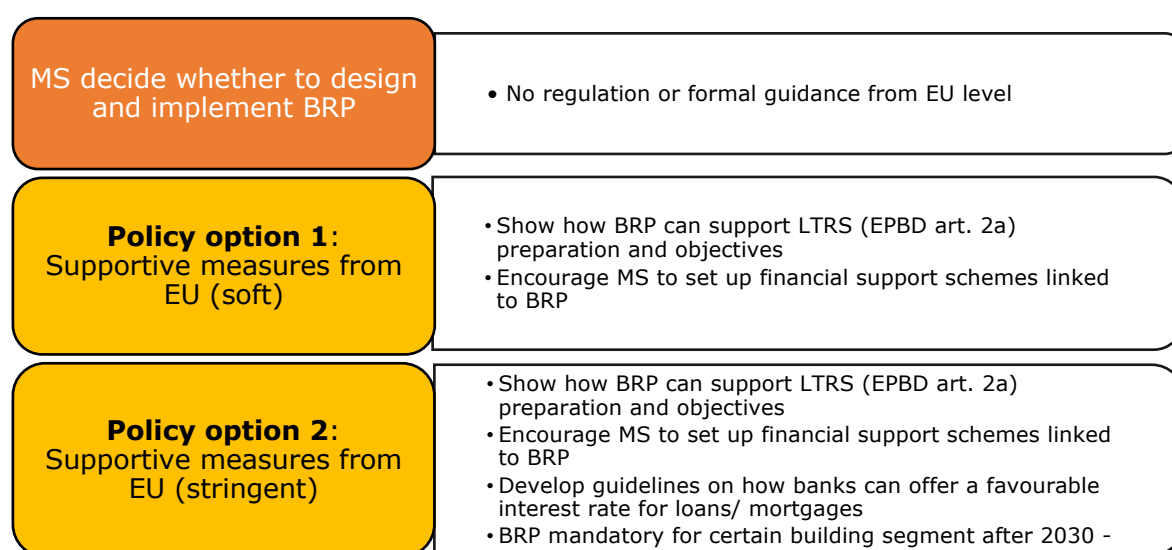 MS decide whether to design
and implement BRP
• No regulation or formal guidance from EU level
Policy option 1:
Supportive measures from
EU (soft)
• Show how BRP can support LTRS (EPBD art. 2a)
preparation and objectives
• Encourage MS to set up financial support schemes linked
to BRP
Policy option 2:
Supportive measures from
EU (stringent)
• Show how BRP can support LTRS (EPBD art. 2a)
preparation and objectives
• Encourage MS to set up financial support schemes linked
to BRP
• Develop guidelines on how banks can offer a favourable
interest rate for loans/ mortgages
• BRP mandatory for certain building segment after 2030 -